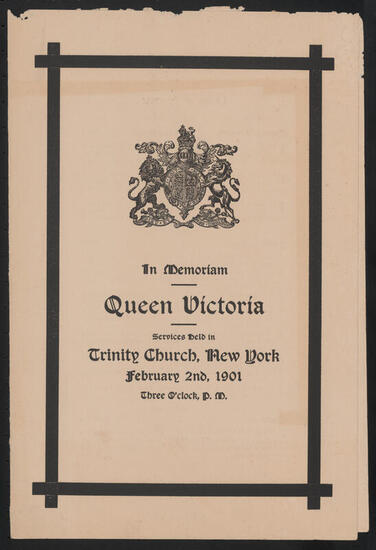 In Memoriam
Queen Victoria
Services Held in
Trinity Church, New York
February 2nd, 1901
Three O'clock, P. M.